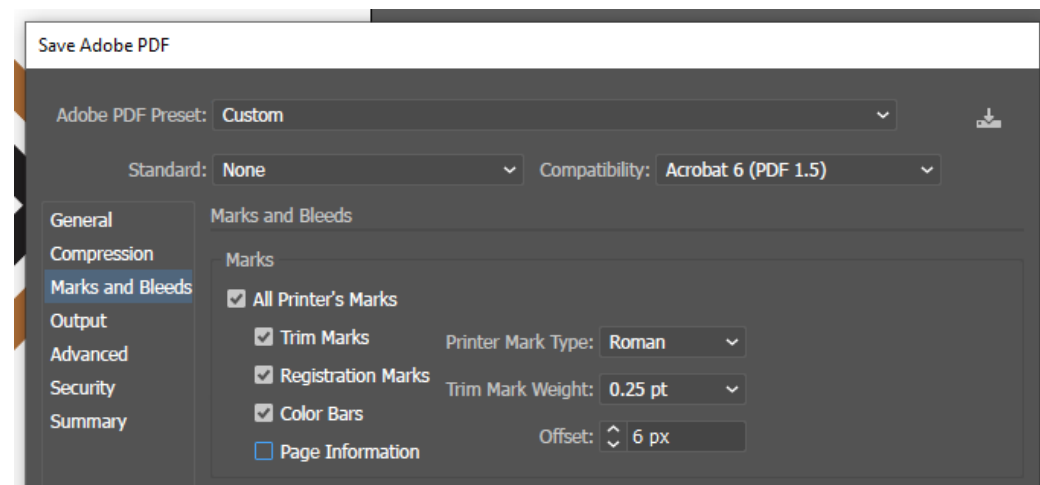 Save Adobe PDF
Adobe PDF Preset: Custom
Standard: None Compatibility: Acrobat 6 (PDF 1.5)
General
Compression
Marks and Bleeds
Output
Advanced
Security
Summary
Marks and Bleeds
Marks
All Printer's Marks
Trim Marks
Registration Marks
Color Bars
Page Information
Printer Mark Type: Roman
Trim Mark Weight: 0.25 pt
Offset: 6 px